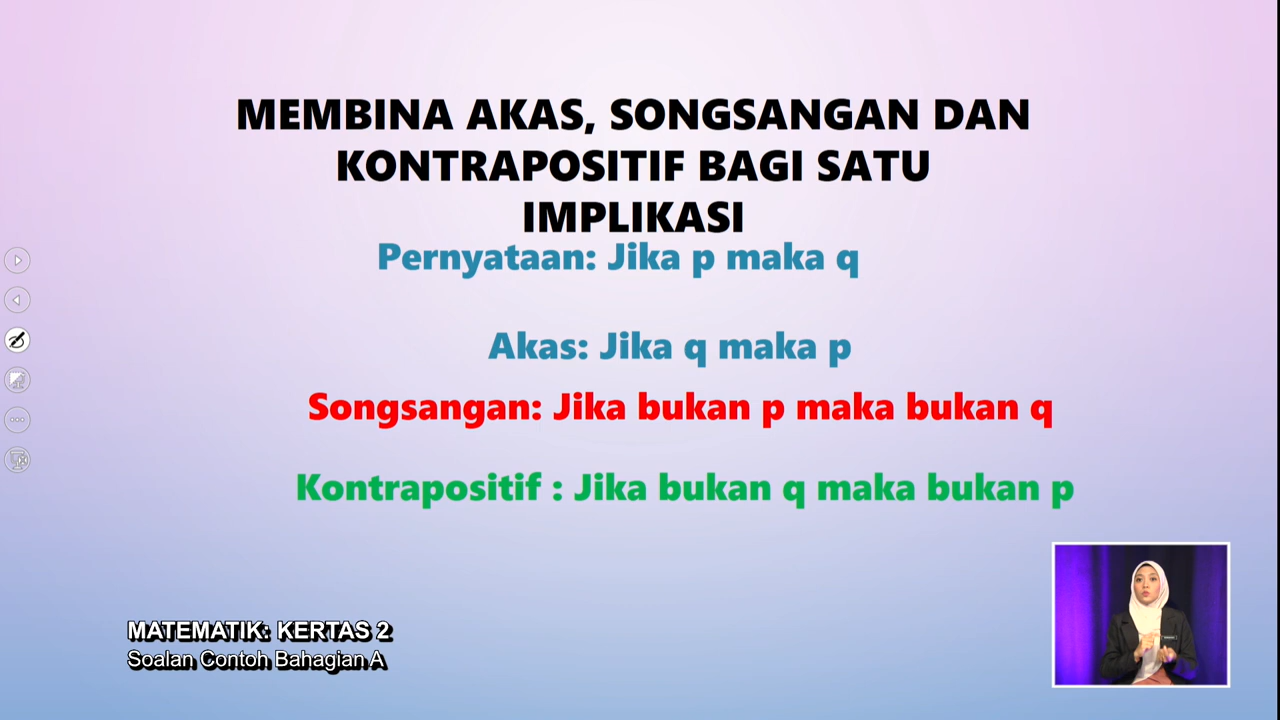 MEMBINA AKAS, SONGSANGAN DAN
KONTRAPOSITIF BAGI SATU
IMPLIKASI
Pernyataan: Jika p maka q
Akas: Jika q maka p
Songsangan: Jika bukan p maka bukan q
Kontrapositif : Jika bukan q maka bukan p
MATEMATIK: KERTAS 2
Soalan Contoh Bahagian A